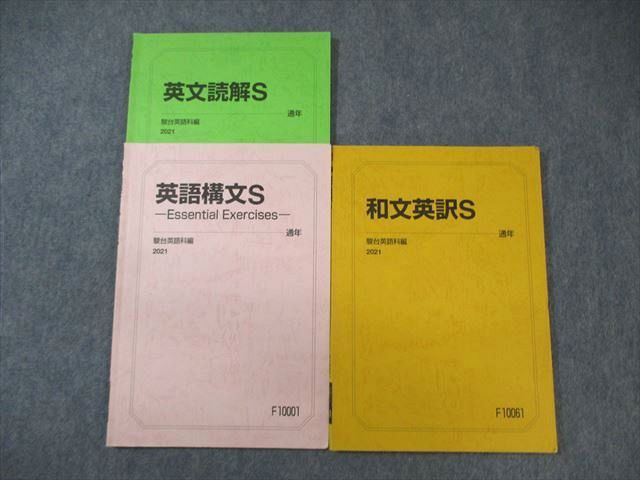 英文読解S
通年
駿台英語科編
2021
英語構文S
—Essential Exercises—
通年
駿台英語科編
2021
F10001
和文英訳S
通年
駿台英語科編
2021
F10061